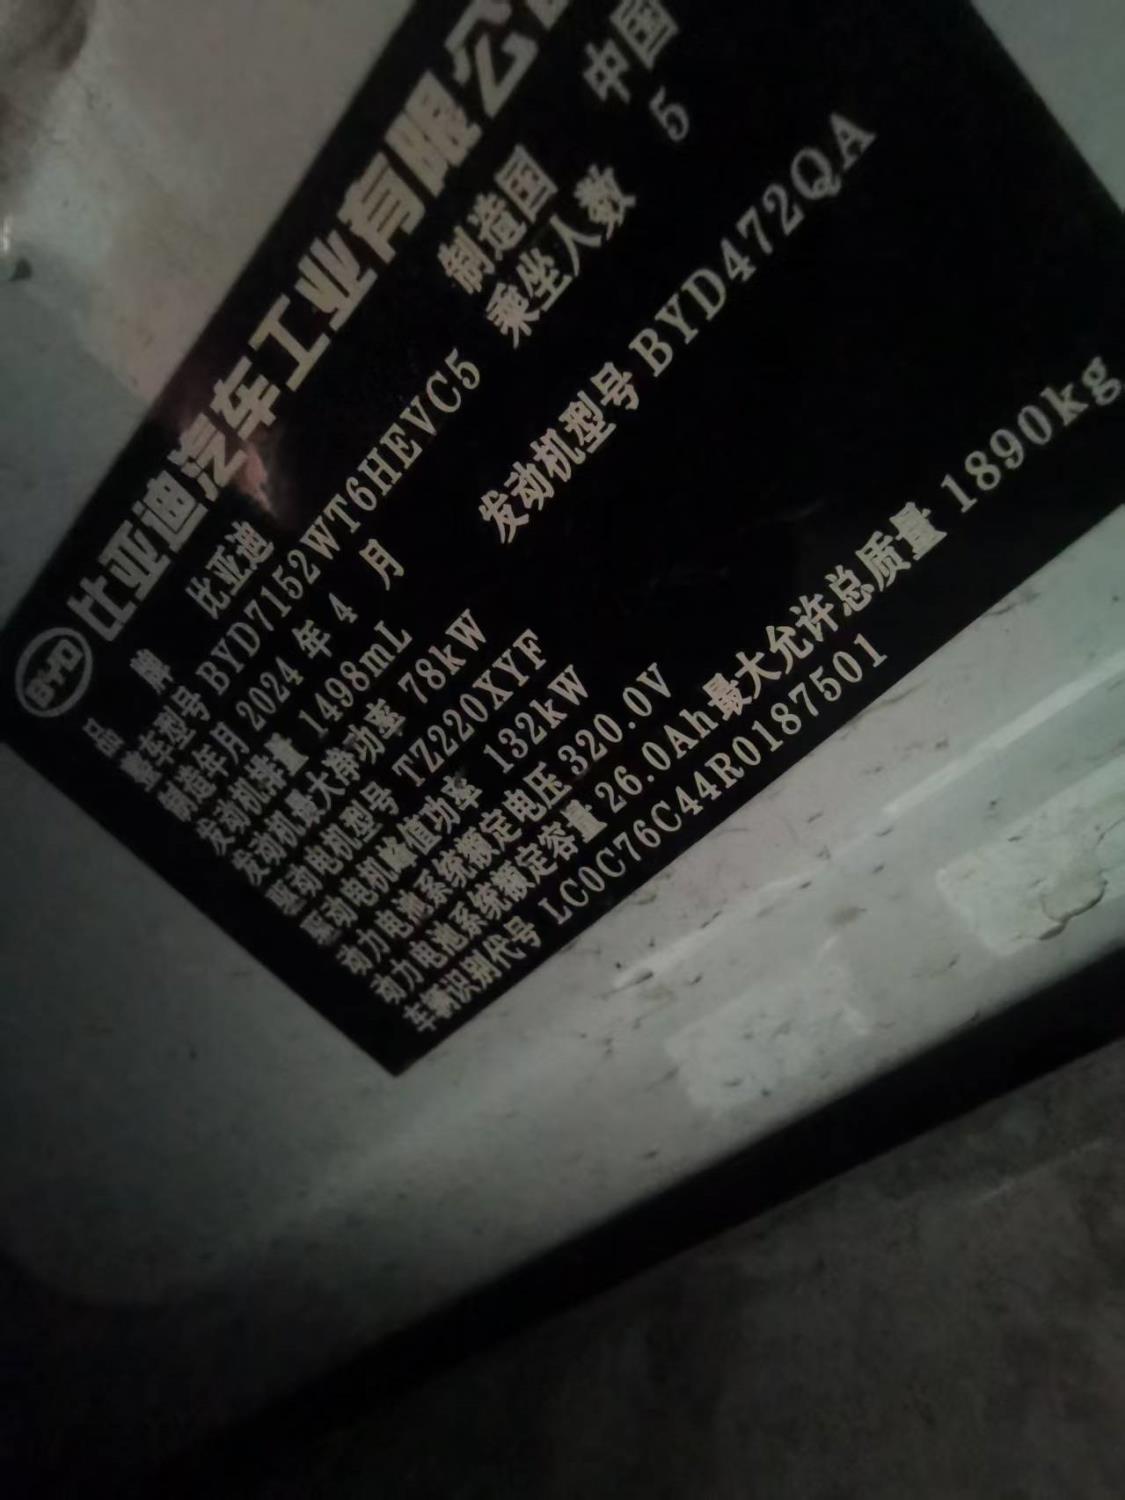 BYD 比亚迪汽车工业有限公
品 牌 比亚迪 制造国 中国
整车型号 BYD7152WT6HEVC5 乘坐人数 5
制造年月 2024 年 4 月
发动机排量 1498mL 发动机型号 BYD472QA
发动机最大净功率 78kW
驱动电机型号 TZ220XYF
驱动电机峰值功率 132kW
动力电池系统额定电压 320.0V
动力电池系统额定容量 26.0Ah 最大允许总质量 1890kg
车辆识别代号 LC0C76C44R0187501